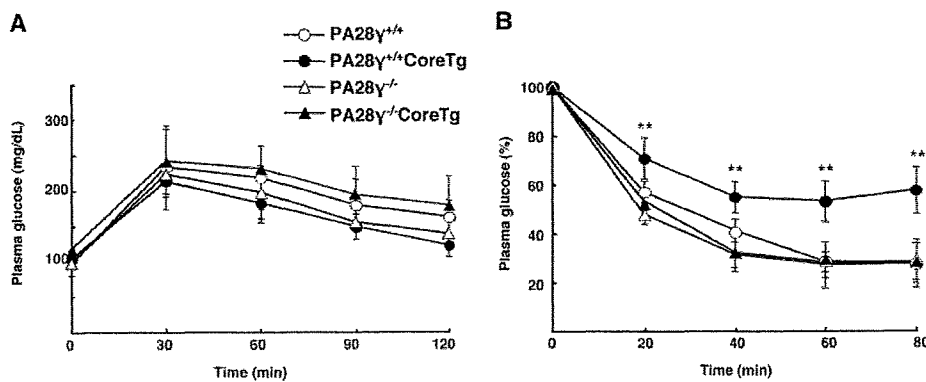 A
PA28γ+/+
PA28γ+/+CoreTg
PA28γ-/-
PA28γ-/-CoreTg
Plasma glucose (mg/dL)
300
200
100
0
30
60
90
120
Time (min)
B
Plasma glucose (%)
100
80
60
40
20
**
**
**
**
0
20
40
60
80
Time (min)